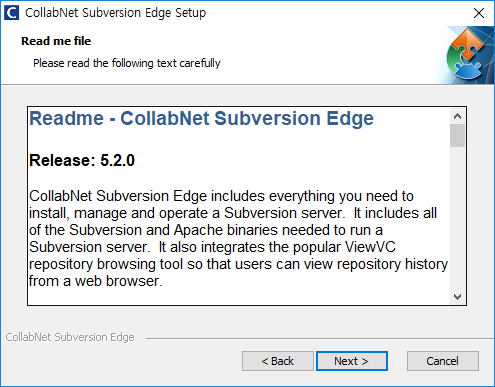 C CollabNet Subversion Edge Setup
Read me file
Please read the following text carefully
Readme - CollabNet Subversion Edge
Release: 5.2.0
CollabNet Subversion Edge includes everything you need to
install, manage and operate a Subversion server.  It includes all
of the Subversion and Apache binaries needed to run a
Subversion server.  It also integrates the popular ViewVC
repository browsing tool so that users can view repository history
from a web browser.
CollabNet Subversion Edge
< Back
Next >
Cancel